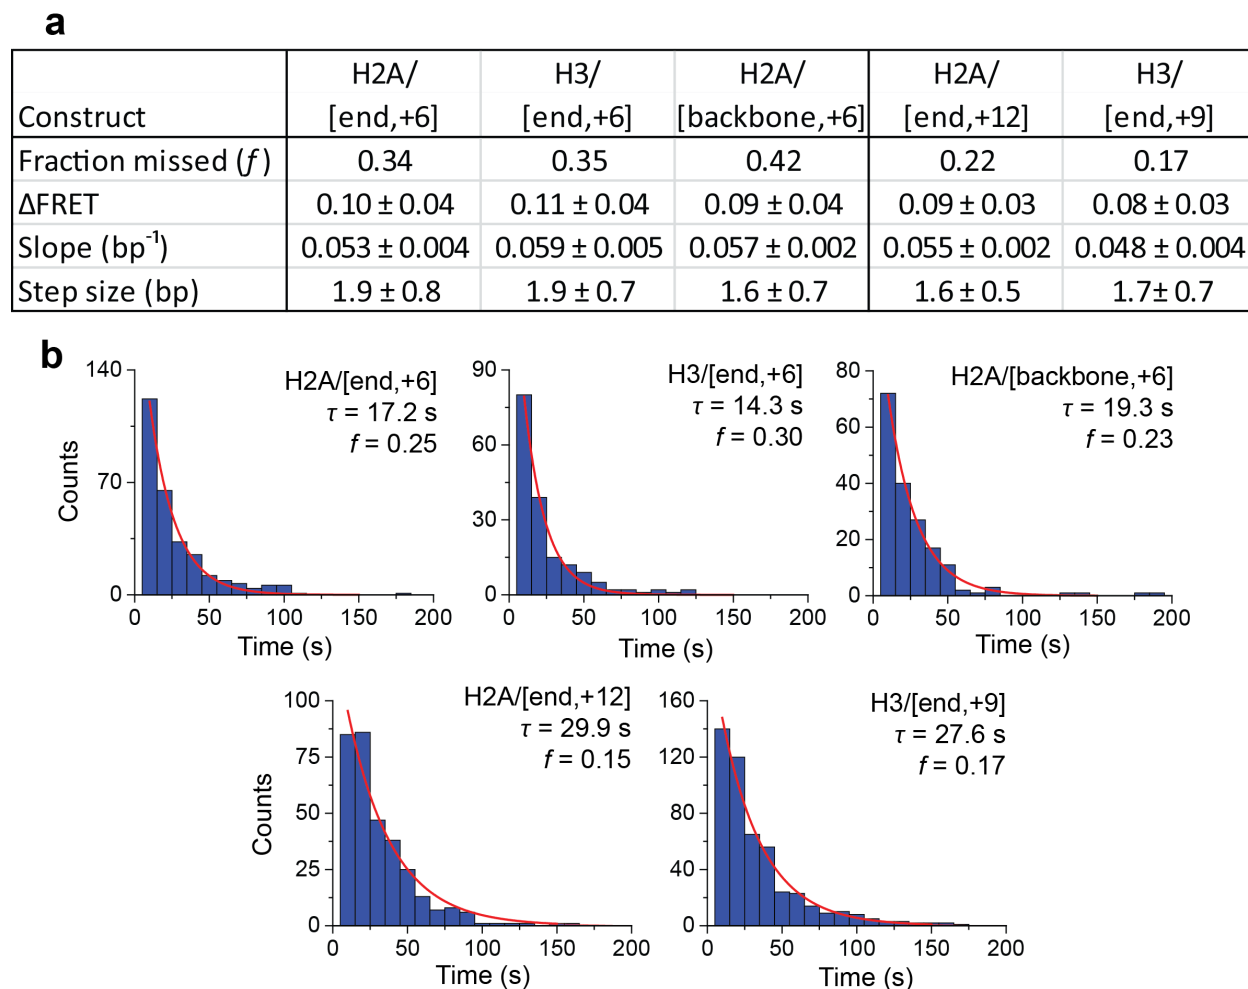 a
Construct H2A/ [end,+6] H3/ [end,+6] H2A/ [backbone,+6] H2A/ [end,+12] H3/ [end,+9]
Fraction missed (f) 0.34 0.35 0.42 0.22 0.17
ΔFRET 0.10 ± 0.04 0.11 ± 0.04 0.09 ± 0.04 0.09 ± 0.03 0.08 ± 0.03
Slope (bp⁻¹) 0.053 ± 0.004 0.059 ± 0.005 0.057 ± 0.002 0.055 ± 0.002 0.048 ± 0.004
Step size (bp) 1.9 ± 0.8 1.9 ± 0.7 1.6 ± 0.7 1.6 ± 0.5 1.7± 0.7
b
H2A/[end,+6]
τ = 17.2 s
f = 0.25
140
70
0
Counts
0 50 100 150 200
Time (s)
H3/[end,+6]
τ = 14.3 s
f = 0.30
90
60
30
0
0 50 100 150 200
Time (s)
H2A/[backbone,+6]
τ = 19.3 s
f = 0.23
80
60
40
20
0
0 50 100 150 200
Time (s)
H2A/[end,+12]
τ = 29.9 s
f = 0.15
100
75
50
25
0
Counts
0 50 100 150 200
Time (s)
H3/[end,+9]
τ = 27.6 s
f = 0.17
160
120
80
40
0
0 50 100 150 200
Time (s)